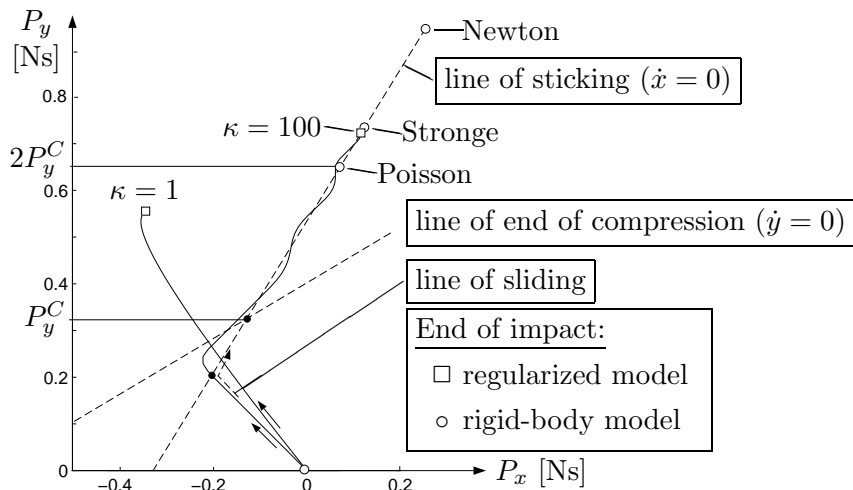 P_y
[Ns]
Newton
line of sticking (ẋ = 0)
0.8
κ = 100
Stronge
2P_y^C
Poisson
0.6
κ = 1
line of end of compression (ẏ = 0)
0.4
line of sliding
P_y^C
End of impact:
□ regularized model
○ rigid-body model
0.2
0
−0.4
−0.2
0
0.2
P_x [Ns]